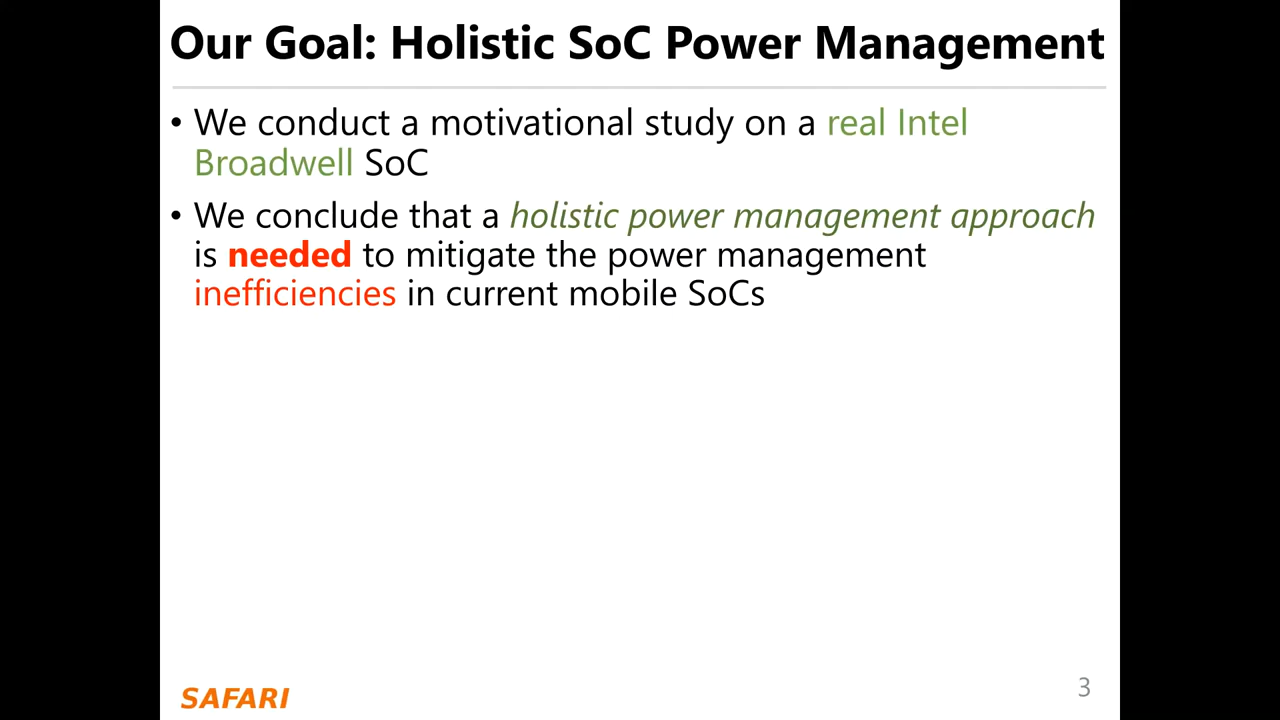 Our Goal: Holistic SoC Power Management
• We conduct a motivational study on a real Intel
Broadwell SoC
• We conclude that a holistic power management approach
is needed to mitigate the power management
inefficiencies in current mobile SoCs
SAFARI
3